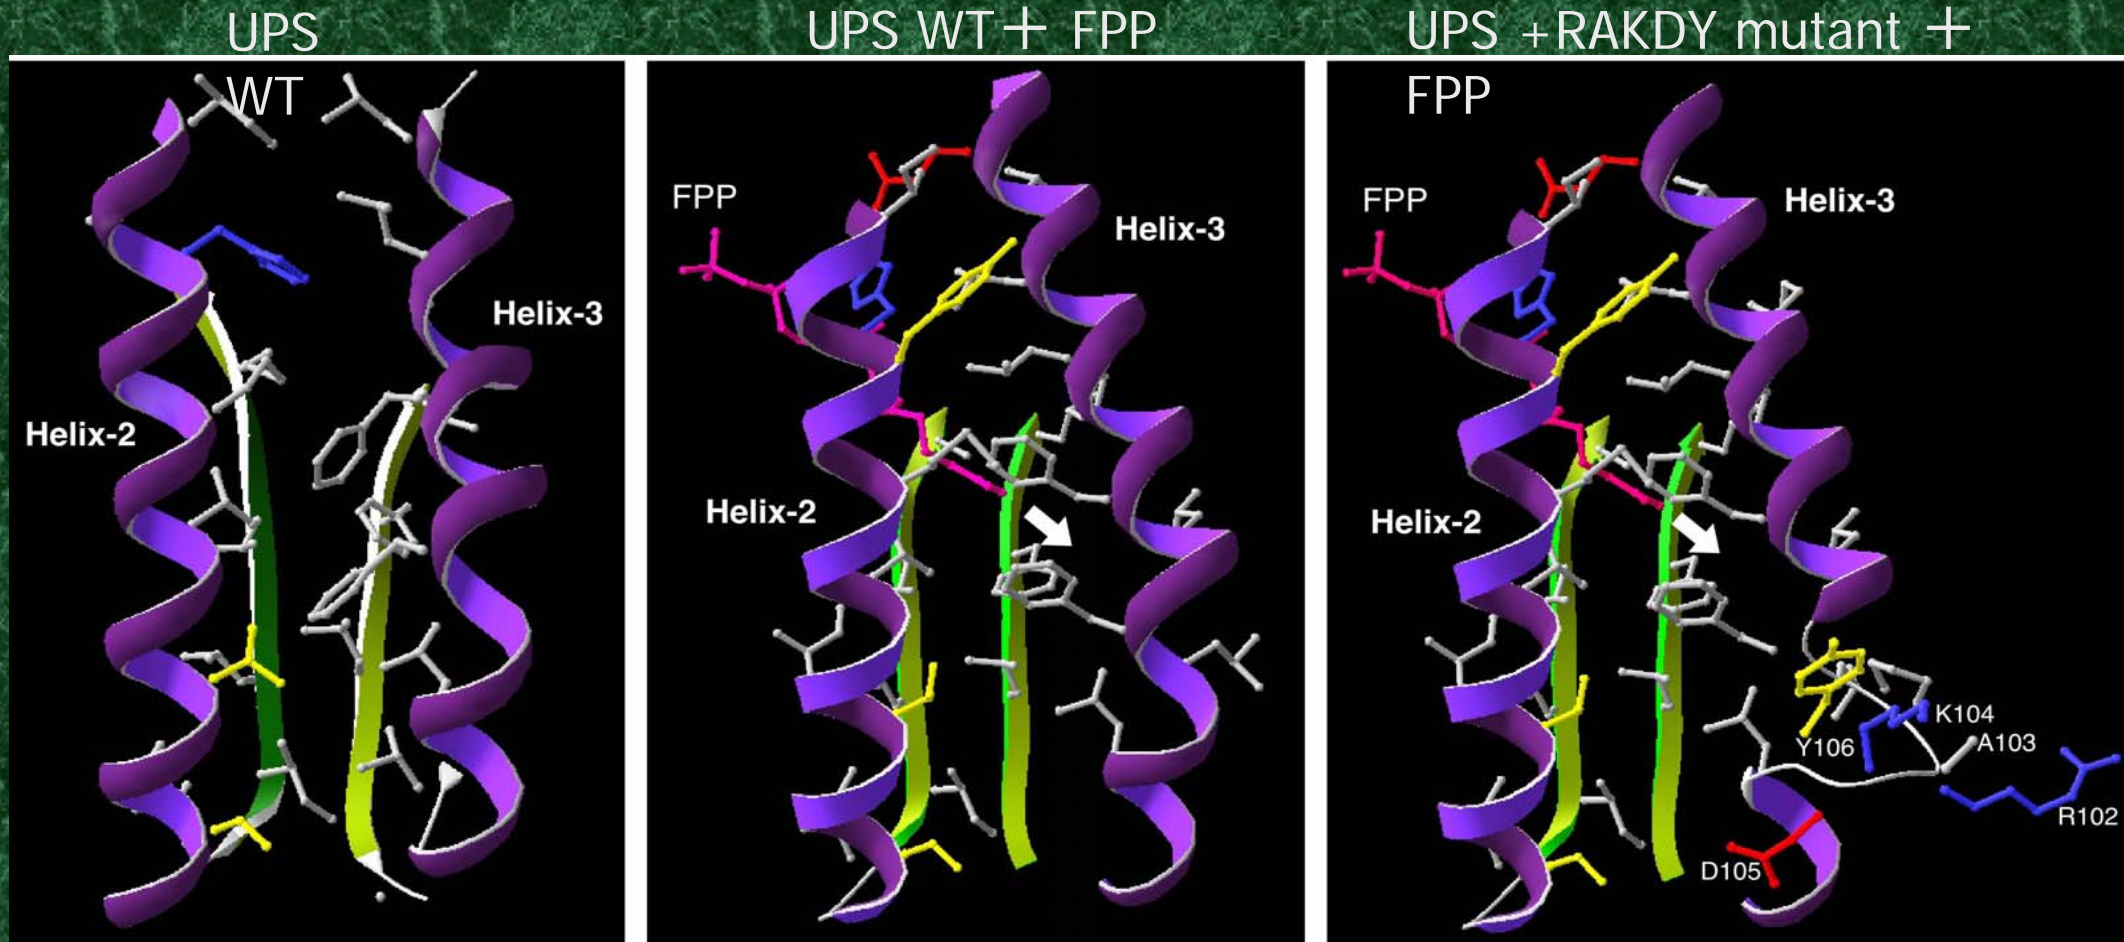 UPS
WT
Helix-2
Helix-3
UPS WT＋ FPP
FPP
Helix-3
Helix-2
UPS +RAKDY mutant ＋
FPP
FPP
Helix-3
Helix-2
K104
Y106
A103
R102
D105